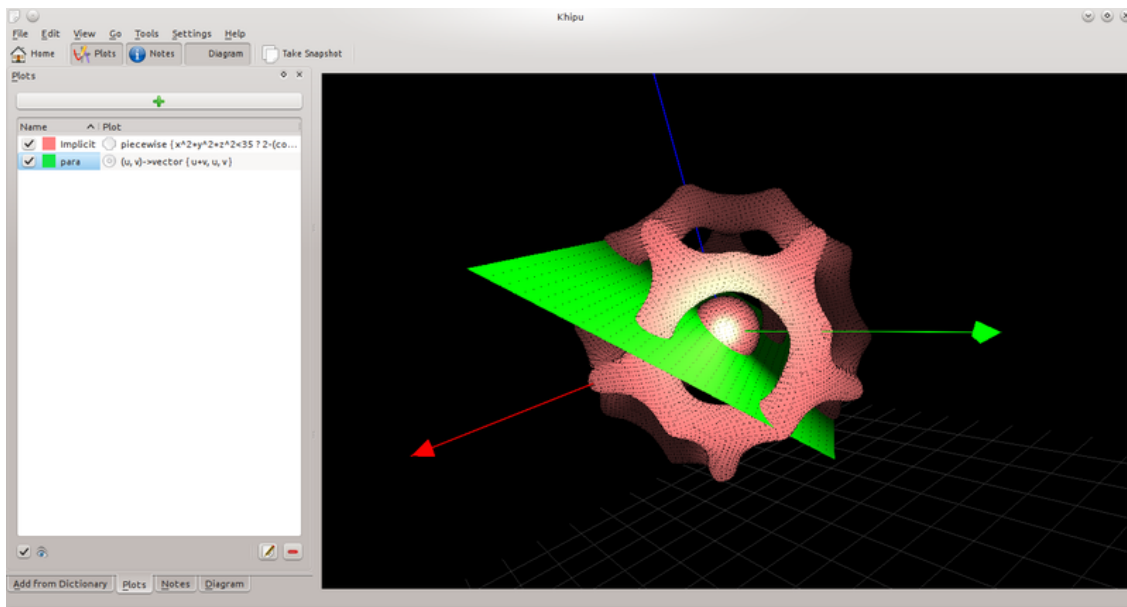 Khipu
File Edit View Go Tools Settings Help
Home Plots Notes Diagram Take Snapshot
Plots
Name Plot
Implicit piecewise {x^2+y^2+z^2<35 ? 2-(co...
para (u, v)->vector {u+v, u, v}
Add from Dictionary Plots Notes Diagram